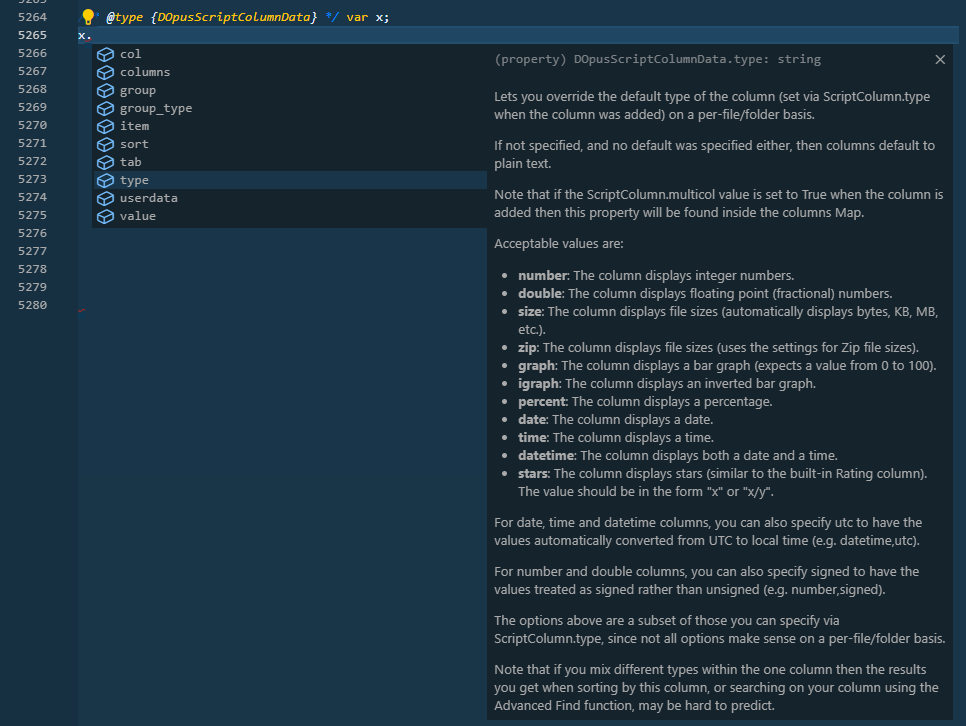 5263
5264 @type {DOpusScriptColumnData} */ var x;
5265 x.
5266
5267
5268
5269
5270
5271
5272
5273
5274
5275
5276
5277
5278
5279
5280
col
columns
group
group_type
item
sort
tab
type
userdata
value
(property) DOpusScriptColumnData.type: string
Lets you override the default type of the column (set via ScriptColumn.type
when the column was added) on a per-file/folder basis.
If not specified, and no default was specified either, then columns default to
plain text.
Note that if the ScriptColumn.multicol value is set to True when the column is
added then this property will be found inside the columns Map.
Acceptable values are:
• number: The column displays integer numbers.
• double: The column displays floating point (fractional) numbers.
• size: The column displays file sizes (automatically displays bytes, KB, MB,
etc.).
• zip: The column displays file sizes (uses the settings for Zip file sizes).
• graph: The column displays a bar graph (expects a value from 0 to 100).
• igraph: The column displays an inverted bar graph.
• percent: The column displays a percentage.
• date: The column displays a date.
• time: The column displays a time.
• datetime: The column displays both a date and a time.
• stars: The column displays stars (similar to the built-in Rating column).
The value should be in the form "x" or "x/y".
For date, time and datetime columns, you can also specify utc to have the
values automatically converted from UTC to local time (e.g. datetime,utc).
For number and double columns, you can also specify signed to have the
values treated as signed rather than unsigned (e.g. number,signed).
The options above are a subset of those you can specify via
ScriptColumn.type, since not all options make sense on a per-file/folder basis.
Note that if you mix different types within the one column then the results
you get when sorting by this column, or searching on your column using the
Advanced Find function, may be hard to predict.